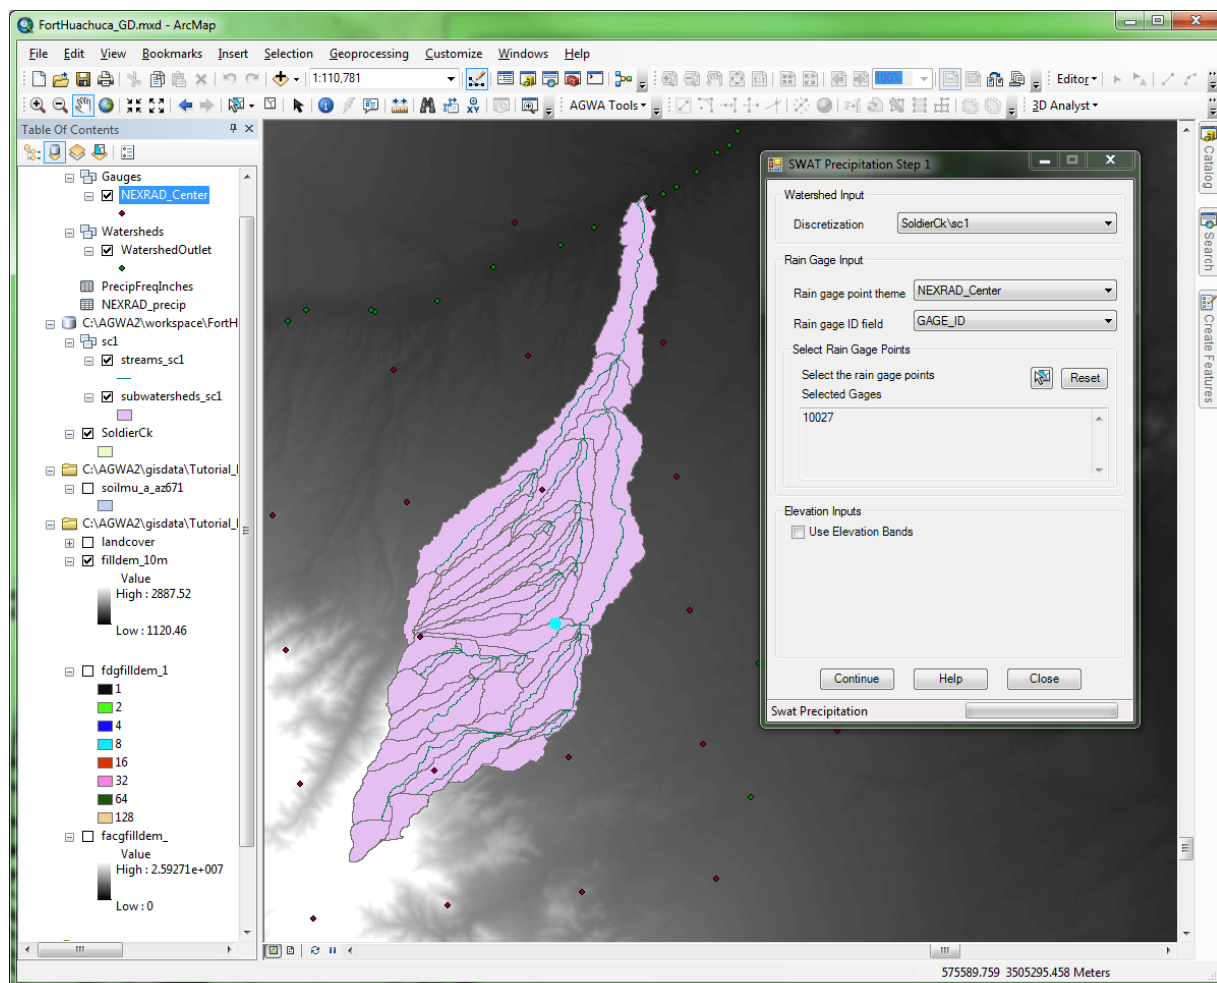 FortHuachuca_GD.mxd - ArcMap
File Edit View Bookmarks Insert Selection Geoprocessing Customize Windows Help
1:110,781
100%
Editor
AGWA Tools
3D Analyst
Table Of Contents
Gauges
NEXRAD_Center
Watersheds
WatershedOutlet
PrecipFreqInches
NEXRAD_precip
C:\AGWA2\workspace\FortH
sc1
streams_sc1
subwatersheds_sc1
SoldierCk
C:\AGWA2\gisdata\Tutorial_
soilmu_a_az671
C:\AGWA2\gisdata\Tutorial_
landcover
filldem_10m
Value
High : 2887.52
Low : 1120.46
fdgfilldem_1
1
2
4
8
16
32
64
128
facgfilldem_
Value
High : 2.59271e+007
Low : 0
SWAT Precipitation Step 1
Watershed Input
Discretization SoldierCk\sc1
Rain Gage Input
Rain gage point theme NEXRAD_Center
Rain gage ID field GAGE_ID
Select Rain Gage Points
Select the rain gage points Reset
Selected Gages
10027
Elevation Inputs
Use Elevation Bands
Continue Help Close
Swat Precipitation
Catalog
Search
Create Features
575589.759 3505295.458 Meters